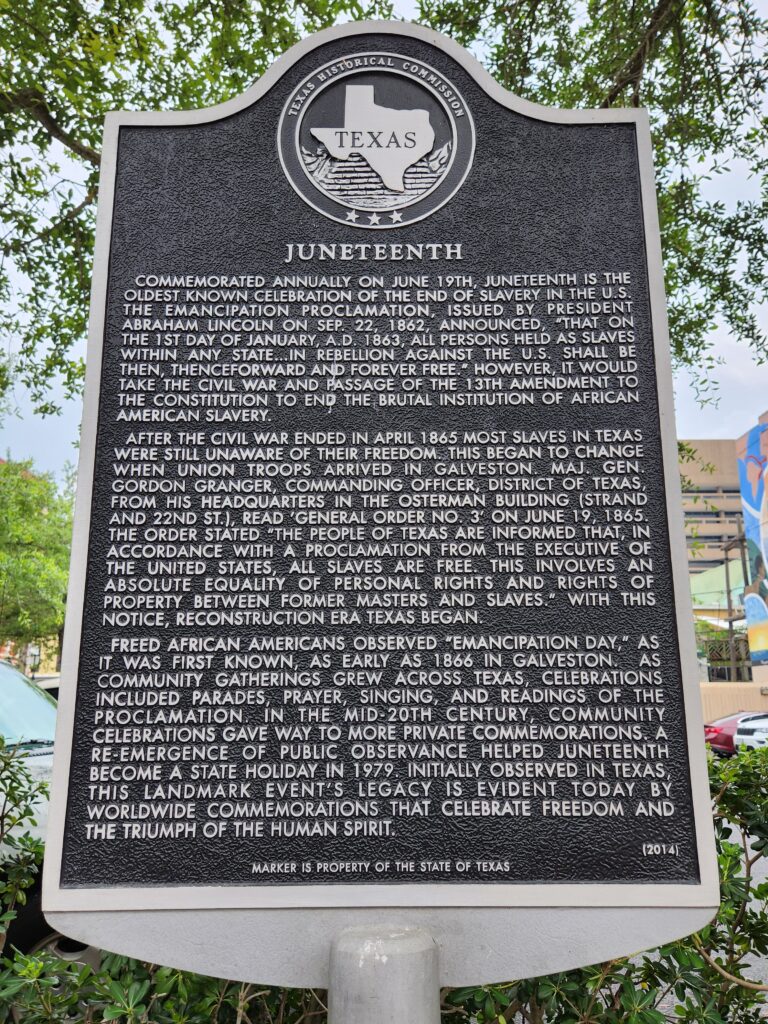 TEXAS HISTORICAL COMMISSION
TEXAS
JUNETEENTH
COMMEMORATED ANNUALLY ON JUNE 19TH, JUNETEENTH IS THE
OLDEST KNOWN CELEBRATION OF THE END OF SLAVERY IN THE U.S.
THE EMANCIPATION PROCLAMATION, ISSUED BY PRESIDENT
ABRAHAM LINCOLN ON SEP. 22, 1862, ANNOUNCED, "THAT ON
THE 1ST DAY OF JANUARY, A.D. 1863, ALL PERSONS HELD AS SLAVES
WITHIN ANY STATE...IN REBELLION AGAINST THE U.S. SHALL BE
THEN, THENCEFORWARD AND FOREVER FREE." HOWEVER, IT WOULD
TAKE THE CIVIL WAR AND PASSAGE OF THE 13TH AMENDMENT TO
THE CONSTITUTION TO END THE BRUTAL INSTITUTION OF AFRICAN
AMERICAN SLAVERY.
AFTER THE CIVIL WAR ENDED IN APRIL 1865 MOST SLAVES IN TEXAS
WERE STILL UNAWARE OF THEIR FREEDOM. THIS BEGAN TO CHANGE
WHEN UNION TROOPS ARRIVED IN GALVESTON. MAJ. GEN.
GORDON GRANGER, COMMANDING OFFICER, DISTRICT OF TEXAS,
FROM HIS HEADQUARTERS IN THE OSTERMAN BUILDING (STRAND
AND 22ND ST.), READ 'GENERAL ORDER NO. 3' ON JUNE 19, 1865.
THE ORDER STATED "THE PEOPLE OF TEXAS ARE INFORMED THAT, IN
ACCORDANCE WITH A PROCLAMATION FROM THE EXECUTIVE OF
THE UNITED STATES, ALL SLAVES ARE FREE. THIS INVOLVES AN
ABSOLUTE EQUALITY OF PERSONAL RIGHTS AND RIGHTS OF
PROPERTY BETWEEN FORMER MASTERS AND SLAVES." WITH THIS
NOTICE, RECONSTRUCTION ERA TEXAS BEGAN.
FREED AFRICAN AMERICANS OBSERVED "EMANCIPATION DAY," AS
IT WAS FIRST KNOWN, AS EARLY AS 1866 IN GALVESTON. AS
COMMUNITY GATHERINGS GREW ACROSS TEXAS, CELEBRATIONS
INCLUDED PARADES, PRAYER, SINGING, AND READINGS OF THE
PROCLAMATION. IN THE MID-20TH CENTURY, COMMUNITY
CELEBRATIONS GAVE WAY TO MORE PRIVATE COMMEMORATIONS. A
RE-EMERGENCE OF PUBLIC OBSERVANCE HELPED JUNETEENTH
BECOME A STATE HOLIDAY IN 1979. INITIALLY OBSERVED IN TEXAS,
THIS LANDMARK EVENT'S LEGACY IS EVIDENT TODAY BY
WORLDWIDE COMMEMORATIONS THAT CELEBRATE FREEDOM AND
THE TRIUMPH OF THE HUMAN SPIRIT.
(2014)
MARKER IS PROPERTY OF THE STATE OF TEXAS